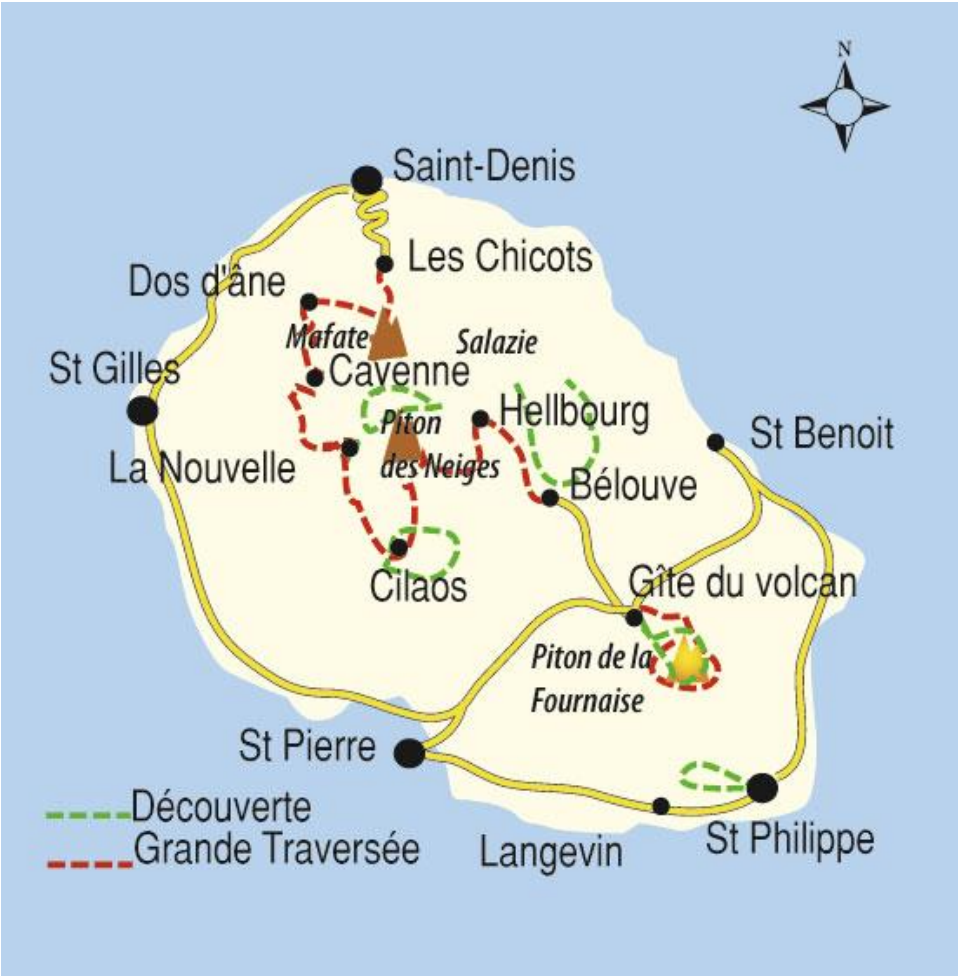 N
Saint-Denis
Les Chicots
Dos d'âne
Mafate
Salazie
St Gilles
Cavenne
Piton
des Neiges
Hellbourg
St Benoit
La Nouvelle
Bélouve
Cilaos
Gîte du volcan
Piton de la
Fournaise
St Pierre
Découverte
Grande Traversée
Langevin
St Philippe